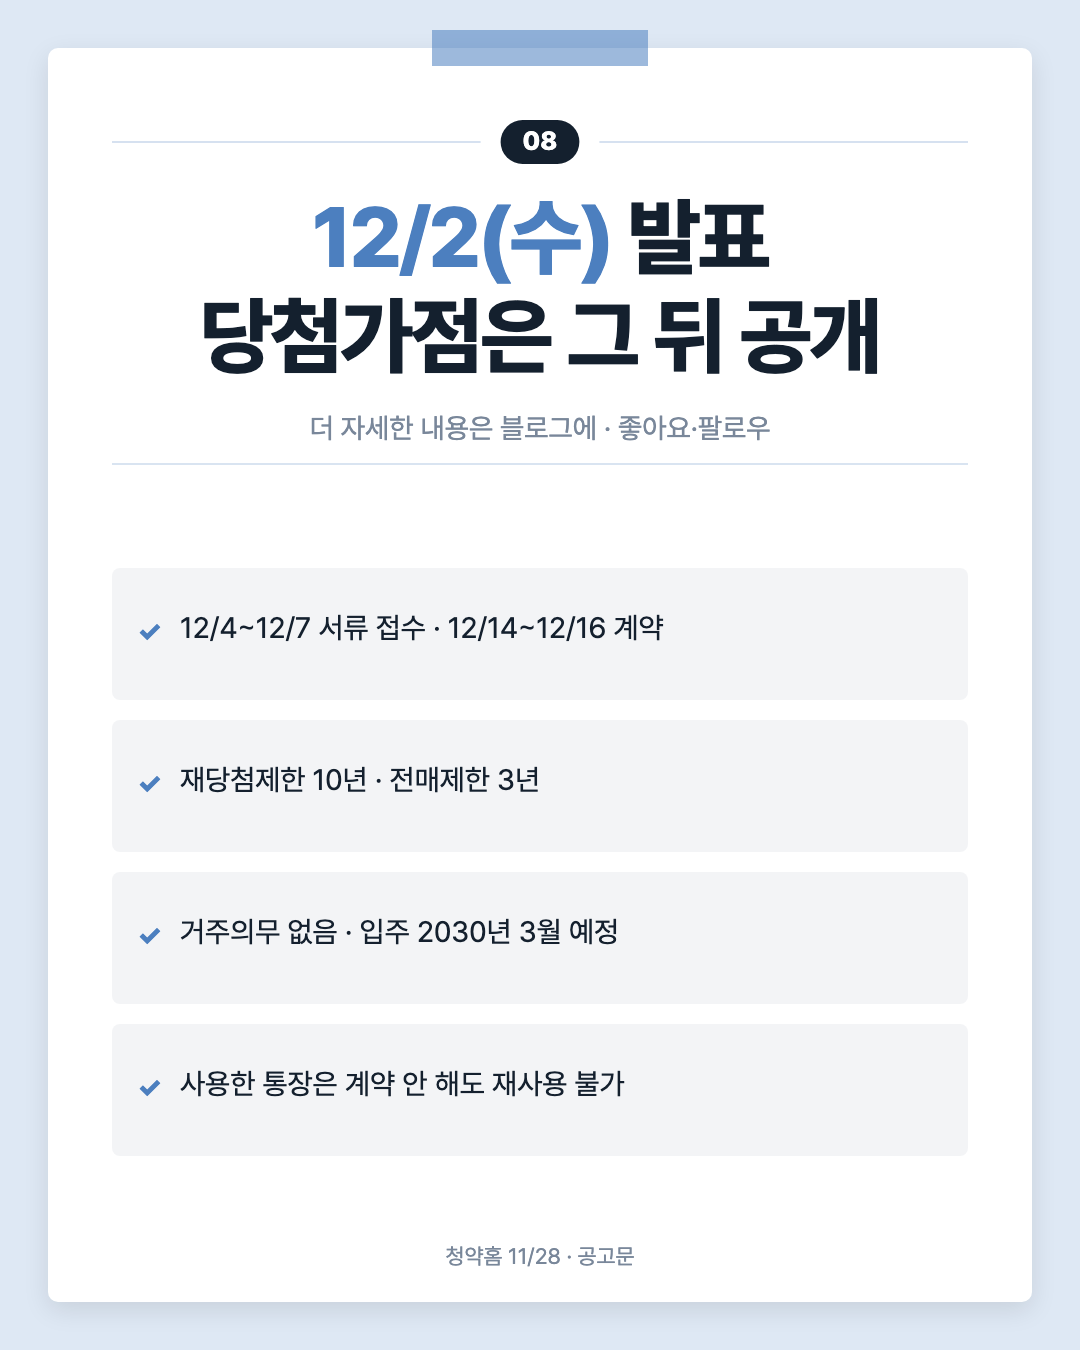 08
12/2(수) 발표
당첨가점은 그 뒤 공개
더 자세한 내용은 블로그에 · 좋아요·팔로우
12/4~12/7 서류 접수 · 12/14~12/16 계약
재당첨제한 10년 · 전매제한 3년
거주의무 없음 · 입주 2030년 3월 예정
사용한 통장은 계약 안 해도 재사용 불가
청약홈 11/28 · 공고문